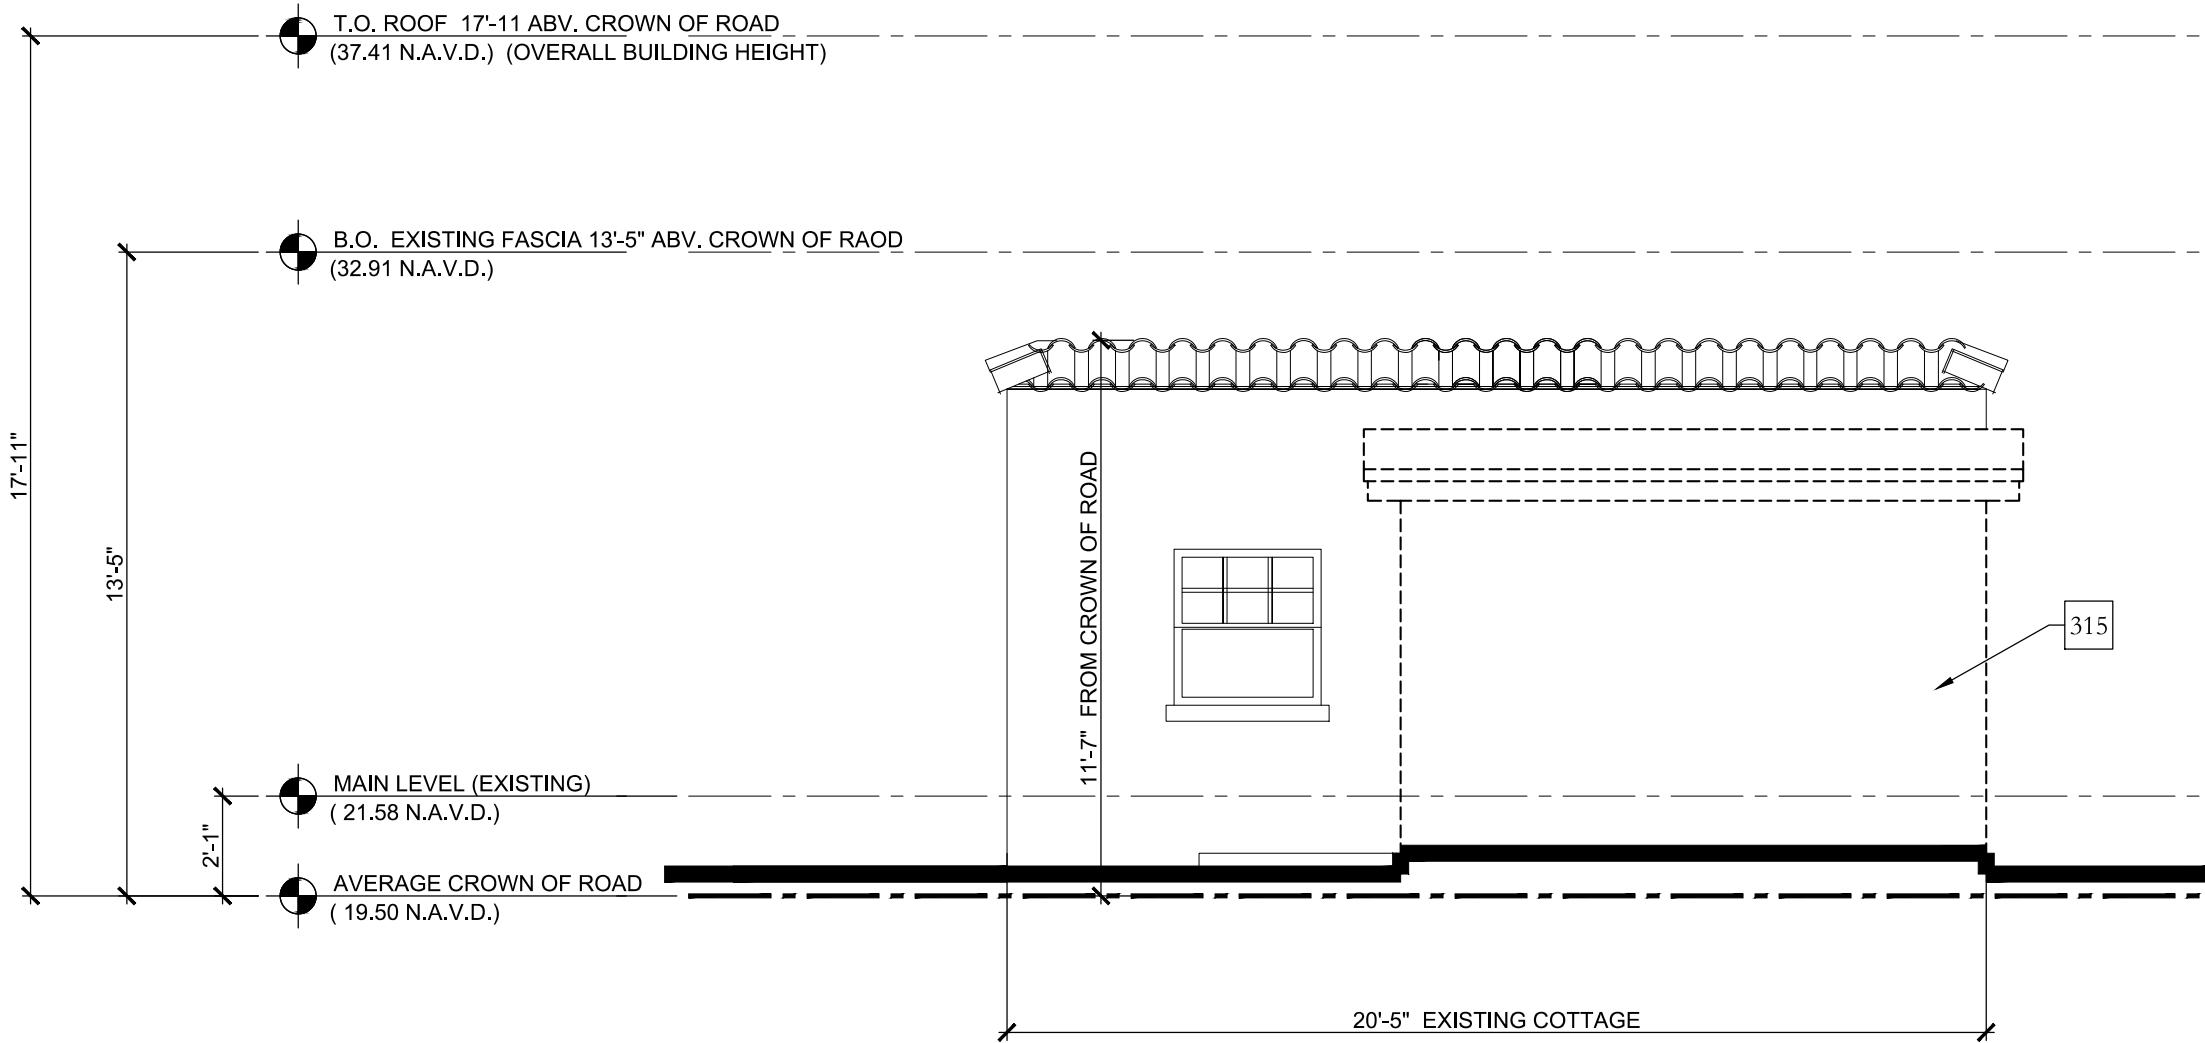 T.O. ROOF  17'-11 ABV. CROWN OF ROAD
(37.41 N.A.V.D.)  (OVERALL BUILDING HEIGHT)
B.O.  EXISTING FASCIA 13'-5" ABV. CROWN OF RAOD
(32.91 N.A.V.D.)
17'-11"
13'-5"
11'-7"  FROM CROWN OF ROAD
315
MAIN LEVEL (EXISTING)
( 21.58 N.A.V.D.)
2'-1"
AVERAGE CROWN OF ROAD
( 19.50 N.A.V.D.)
20'-5"  EXISTING COTTAGE